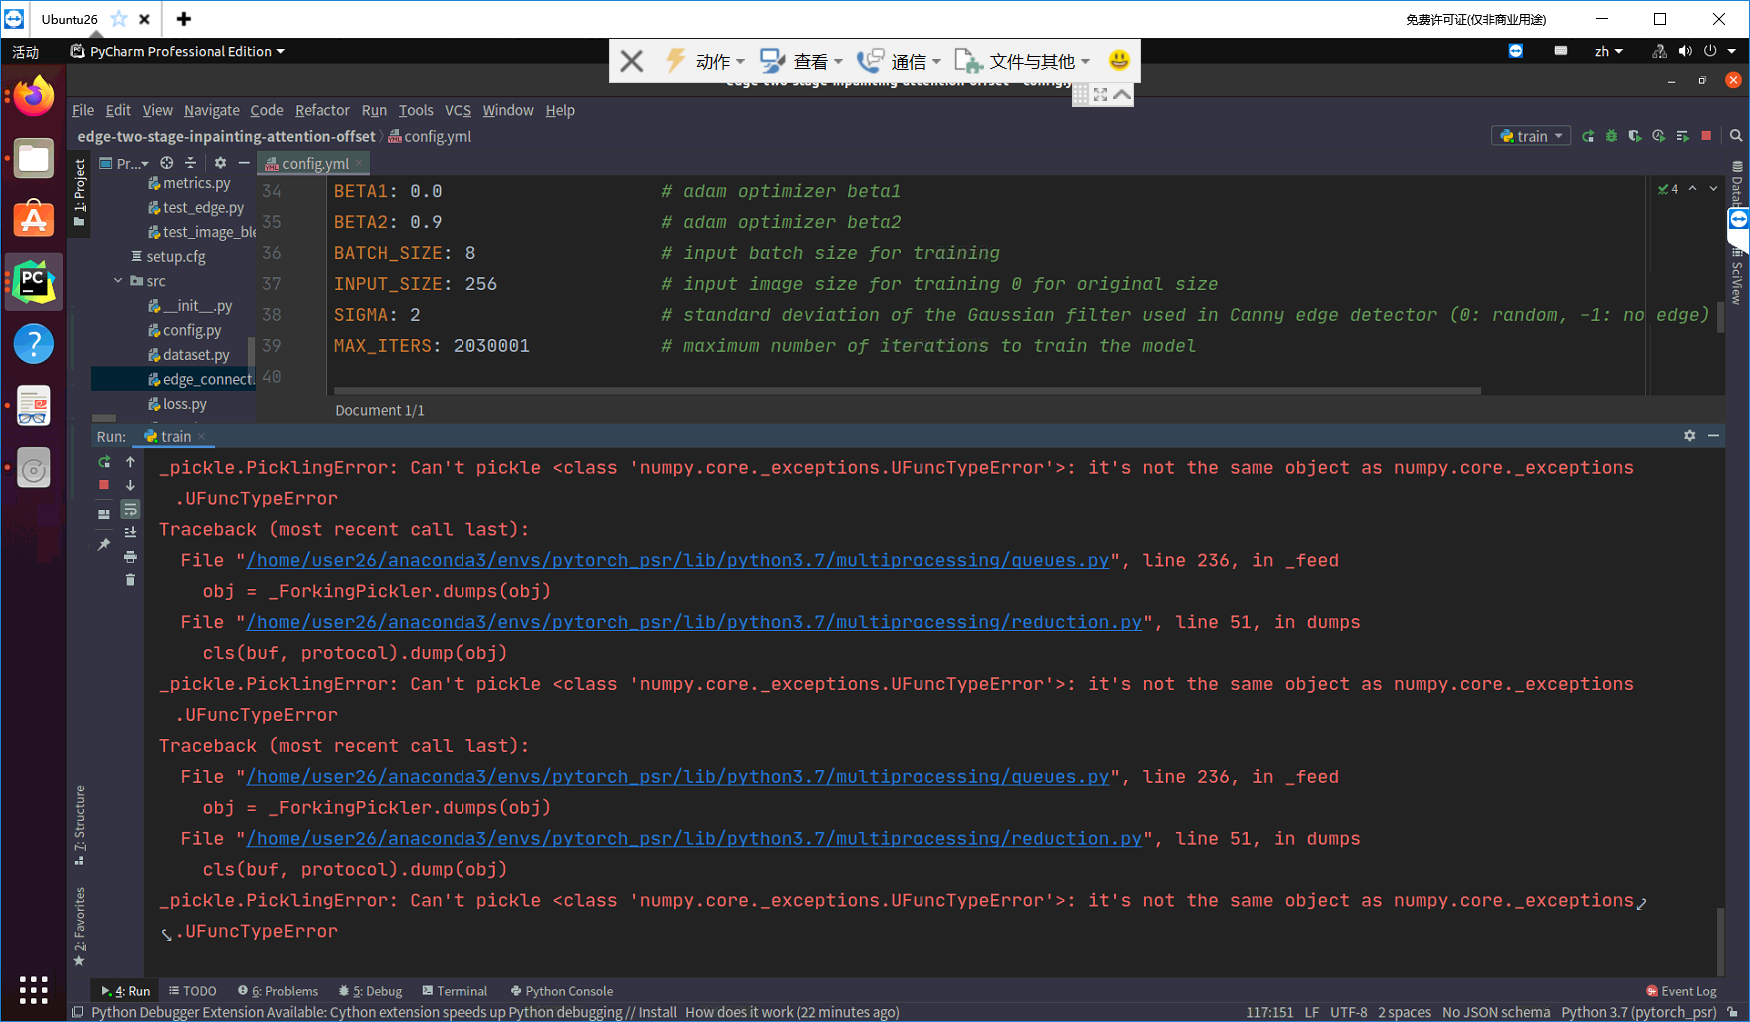 Ubuntu26
免费许可证(仅非商业用途)
活动
PyCharm Professional Edition
动作
查看
通信
文件与其他
zh
File Edit View Navigate Code Refactor Run Tools VCS Window Help
edge-two-stage-inpainting-attention-offset
config.yml
train
1: Project
Pr...
config.yml
metrics.py
test_edge.py
test_image_ble
setup.cfg
src
__init__.py
config.py
dataset.py
edge_connect.
loss.py
34 BETA1: 0.0 # adam optimizer beta1
35 BETA2: 0.9 # adam optimizer beta2
36 BATCH_SIZE: 8 # input batch size for training
37 INPUT_SIZE: 256 # input image size for training 0 for original size
38 SIGMA: 2 # standard deviation of the Gaussian filter used in Canny edge detector (0: random, -1: no edge)
39 MAX_ITERS: 2030001 # maximum number of iterations to train the model
40
4
SciView
Document 1/1
Run: train
_pickle.PicklingError: Can't pickle <class 'numpy.core._exceptions.UFuncTypeError'>: it's not the same object as numpy.core._exceptions
.UFuncTypeError
Traceback (most recent call last):
File "/home/user26/anaconda3/envs/pytorch_psr/lib/python3.7/multiprocessing/queues.py", line 236, in _feed
obj = _ForkingPickler.dumps(obj)
File "/home/user26/anaconda3/envs/pytorch_psr/lib/python3.7/multiprocessing/reduction.py", line 51, in dumps
cls(buf, protocol).dump(obj)
_pickle.PicklingError: Can't pickle <class 'numpy.core._exceptions.UFuncTypeError'>: it's not the same object as numpy.core._exceptions
.UFuncTypeError
Traceback (most recent call last):
File "/home/user26/anaconda3/envs/pytorch_psr/lib/python3.7/multiprocessing/queues.py", line 236, in _feed
obj = _ForkingPickler.dumps(obj)
File "/home/user26/anaconda3/envs/pytorch_psr/lib/python3.7/multiprocessing/reduction.py", line 51, in dumps
cls(buf, protocol).dump(obj)
_pickle.PicklingError: Can't pickle <class 'numpy.core._exceptions.UFuncTypeError'>: it's not the same object as numpy.core._exceptions
.UFuncTypeError
7: Structure
2: Favorites
4: Run TODO 6: Problems 5: Debug Terminal Python Console
Event Log
Python Debugger Extension Available: Cython extension speeds up Python debugging // Install How does it work (22 minutes ago)
117:151 LF UTF-8 2 spaces No JSON schema Python 3.7 (pytorch_psr)